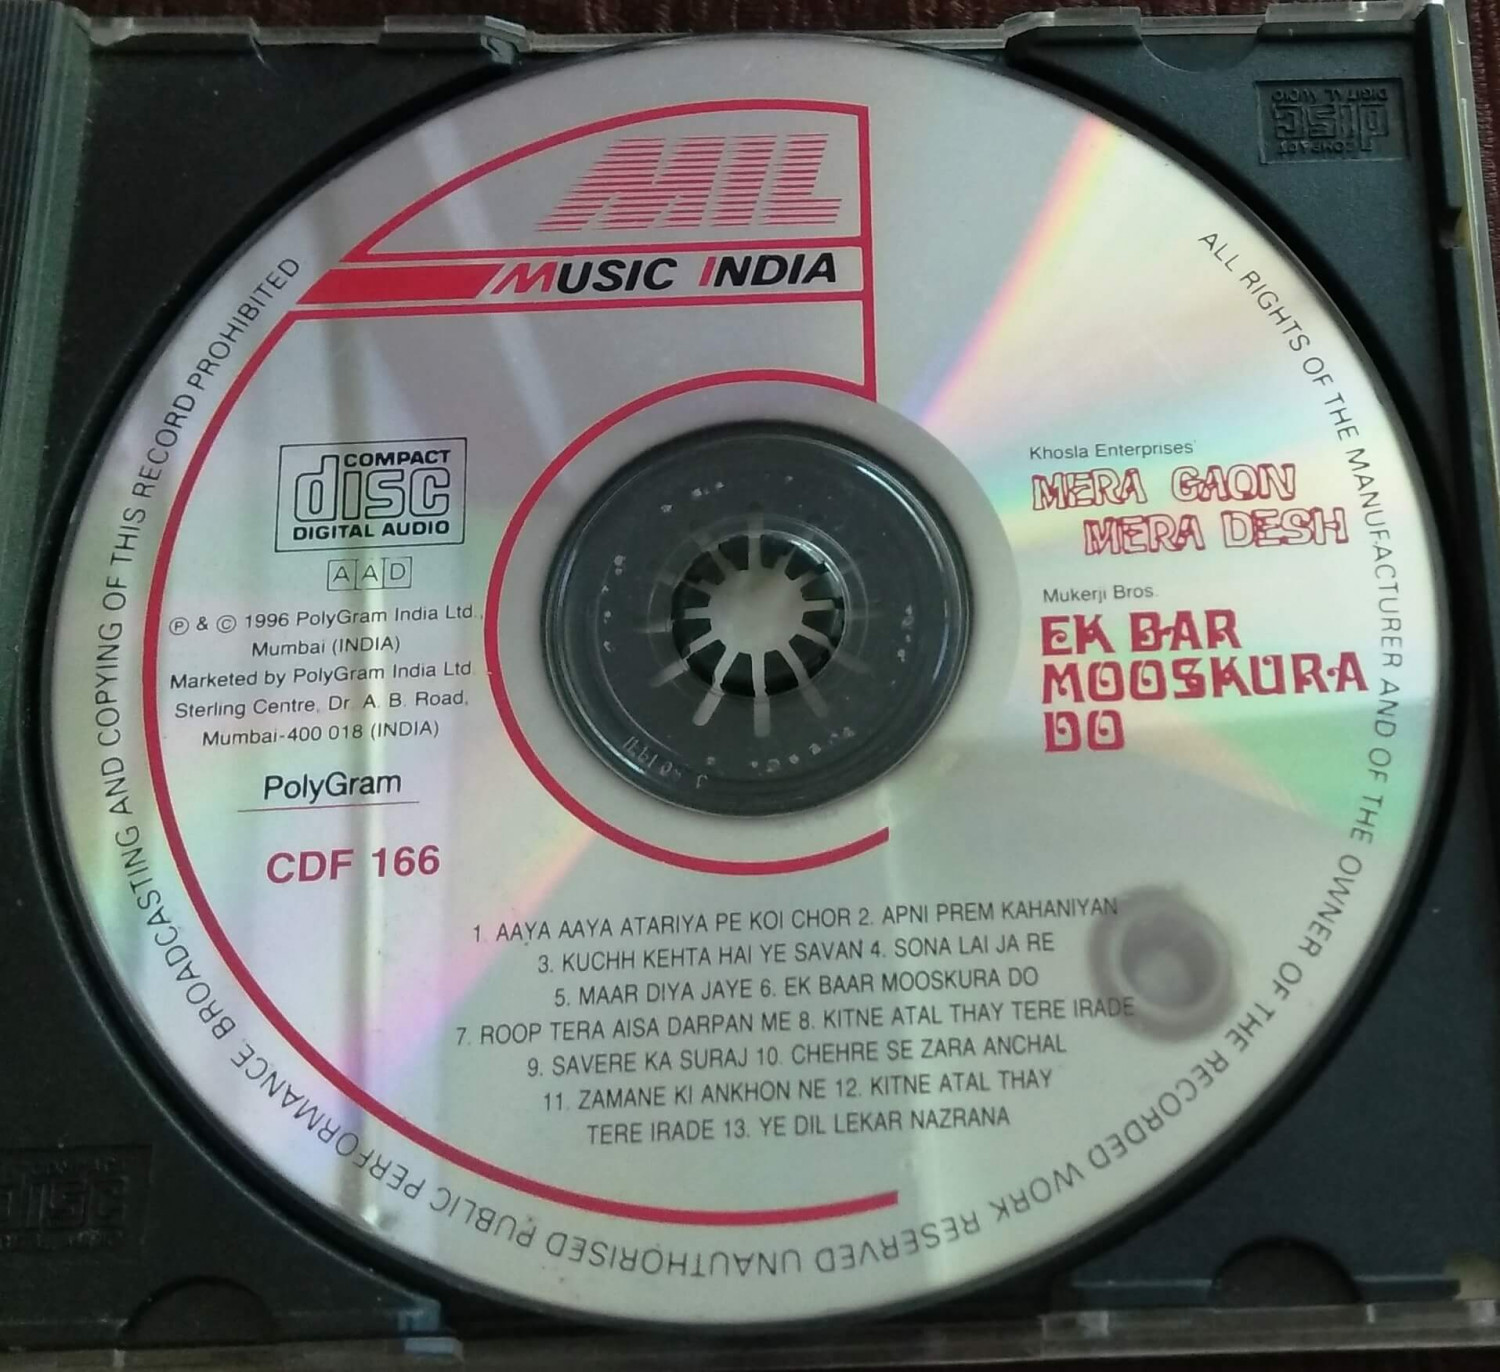 MIL
MUSIC INDIA
COMPACT
disc
DIGITAL AUDIO
AAD
Ⓟ & © 1996 PolyGram India Ltd.,
Mumbai (INDIA)
Marketed by PolyGram India Ltd
Sterling Centre, Dr. A. B. Road,
Mumbai-400 018 (INDIA)
PolyGram
CDF 166
Khosla Enterprises'
MERA GAON
MERA DESH
Mukerji Bros.
EK BAR
MOOSKURA
DO
1. AAYA AAYA ATARIYA PE KOI CHOR 2. APNI PREM KAHANIYAN
3. KUCHH KEHTA HAI YE SAVAN 4. SONA LAI JA RE
5. MAAR DIYA JAYE 6. EK BAAR MOOSKURA DO
7. ROOP TERA AISA DARPAN ME 8. KITNE ATAL THAY TERE IRADE
9. SAVERE KA SURAJ 10. CHEHRE SE ZARA ANCHAL
11. ZAMANE KI ANKHON NE 12. KITNE ATAL THAY
TERE IRADE 13. YE DIL LEKAR NAZRANA
ALL RIGHTS OF THE MANUFACTURER AND OF THE OWNER OF THE RECORDED WORK RESERVED UNAUTHORISED PUBLIC PERFORMANCE, BROADCASTING AND COPYING OF THIS RECORD PROHIBITED
COMPACT
disc
DIGITAL AUDIO
disc